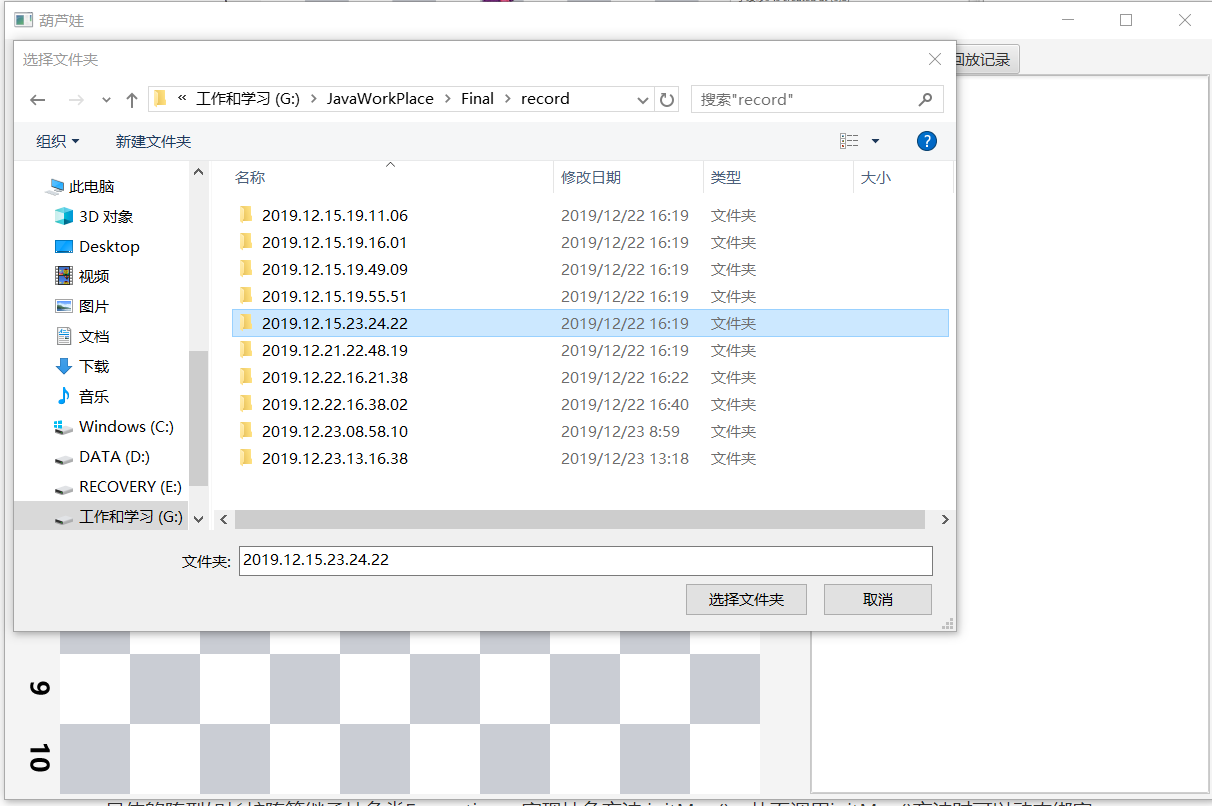 葫芦娃
选择文件夹
回放记录
« 工作和学习 (G:) › JavaWorkPlace › Final › record
搜索"record"
组织
新建文件夹
?
名称 修改日期 类型 大小
此电脑
3D 对象
Desktop
视频
图片
文档
下载
音乐
Windows (C:)
DATA (D:)
RECOVERY (E:)
工作和学习 (G:)
2019.12.15.19.11.06 2019/12/22 16:19 文件夹
2019.12.15.19.16.01 2019/12/22 16:19 文件夹
2019.12.15.19.49.09 2019/12/22 16:19 文件夹
2019.12.15.19.55.51 2019/12/22 16:19 文件夹
2019.12.15.23.24.22 2019/12/22 16:19 文件夹
2019.12.21.22.48.19 2019/12/22 16:19 文件夹
2019.12.22.16.21.38 2019/12/22 16:22 文件夹
2019.12.22.16.38.02 2019/12/22 16:40 文件夹
2019.12.23.08.58.10 2019/12/23 8:59 文件夹
2019.12.23.13.16.38 2019/12/23 13:18 文件夹
文件夹: 2019.12.15.23.24.22
选择文件夹
取消
9
10